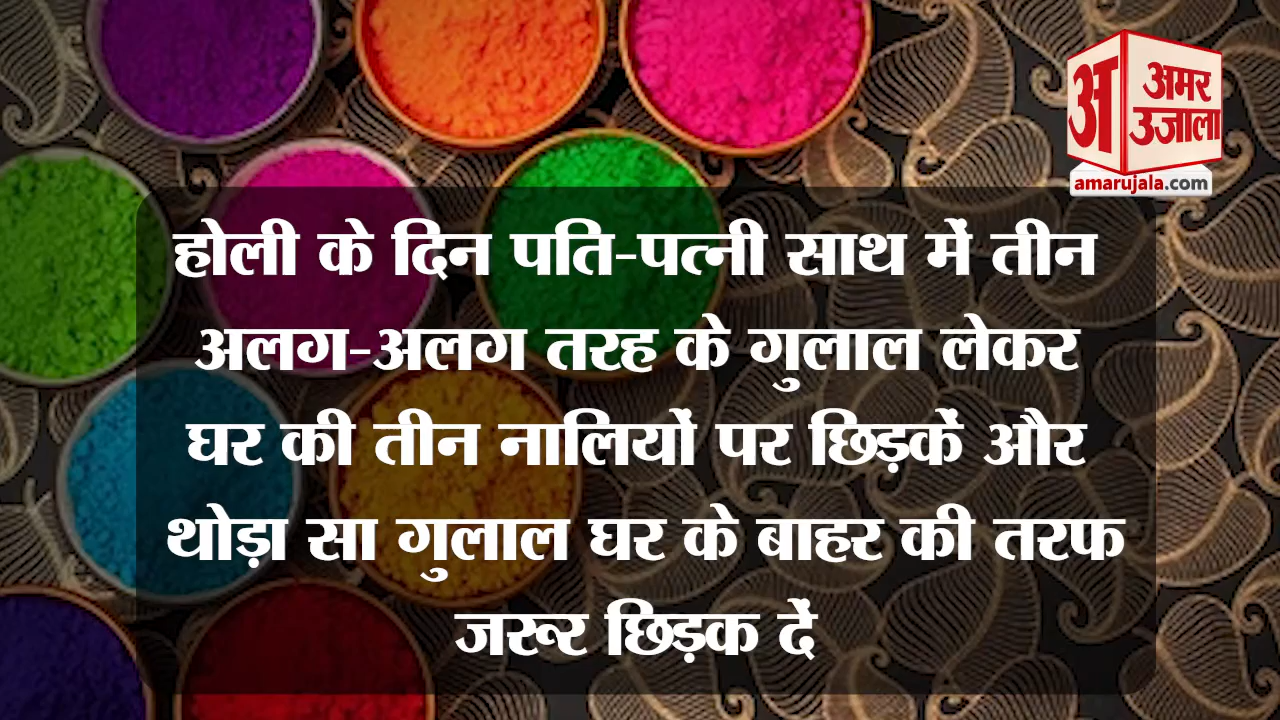 अ
अमर
उजाला
amarujala.com
होली के दिन पति-पत्नी साथ में तीन
अलग-अलग तरह के गुलाल लेकर
घर की तीन नालियों पर छिड़कें और
थोड़ा सा गुलाल घर के बाहर की तरफ
जरूर छिड़क दें